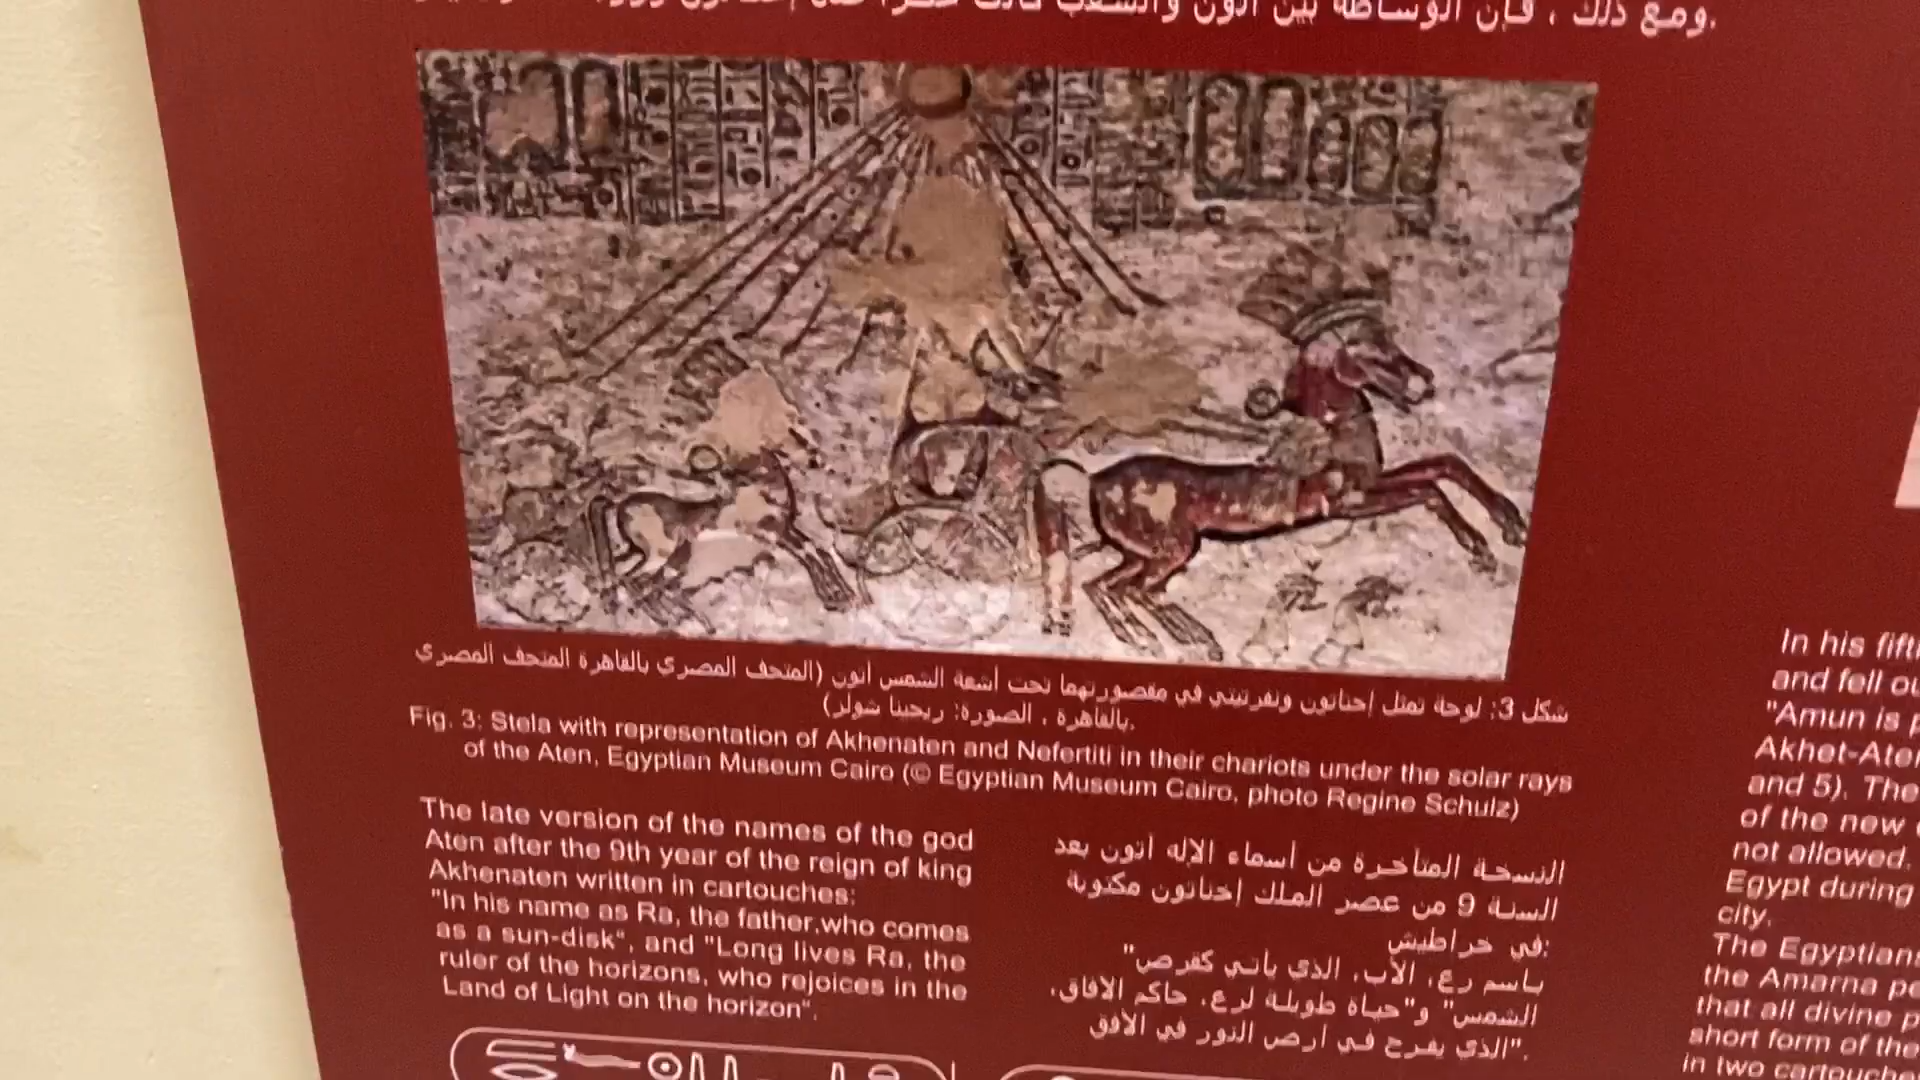 ومع ذلك ، فإن الوساطة بين آتون والشعب كانت
شكل 3: لوحة تمثل إخناتون ونفرتيتي في مقصورتهما تحت أشعة الشمس أتون (المتحف المصري بالقاهرة المتحف المصري
بالقاهرة ، الصورة: ريجينا شولز).
Fig. 3: Stela with representation of Akhenaten and Nefertiti in their chariots under the solar rays
of the Aten, Egyptian Museum Cairo (© Egyptian Museum Cairo, photo Regine Schulz)
The late version of the names of the god
Aten after the 9th year of the reign of king
Akhenaten written in cartouches:
"In his name as Ra, the father,who comes
as a sun-disk", and "Long lives Ra, the
ruler of the horizons, who rejoices in the
Land of Light on the horizon".
النسخة المتأخرة من أسماء الإله أتون بعد
السنة 9 من عصر الملك إخناتون مكتوبة
في خراطيش:
"باسم رع، الأب، الذي يأتي كقرص
الشمس" و"حياة طويلة لرع، حاكم الافاق،
الذي يفرح في أرض النور في الأفق".
In his
and fell
"Amun is
Akhet-Aten
and 5). The
of the new
not allowed.
Egypt during
city.
The Egyptians
the Amarna
that all divine
short form of the
in two cartouches